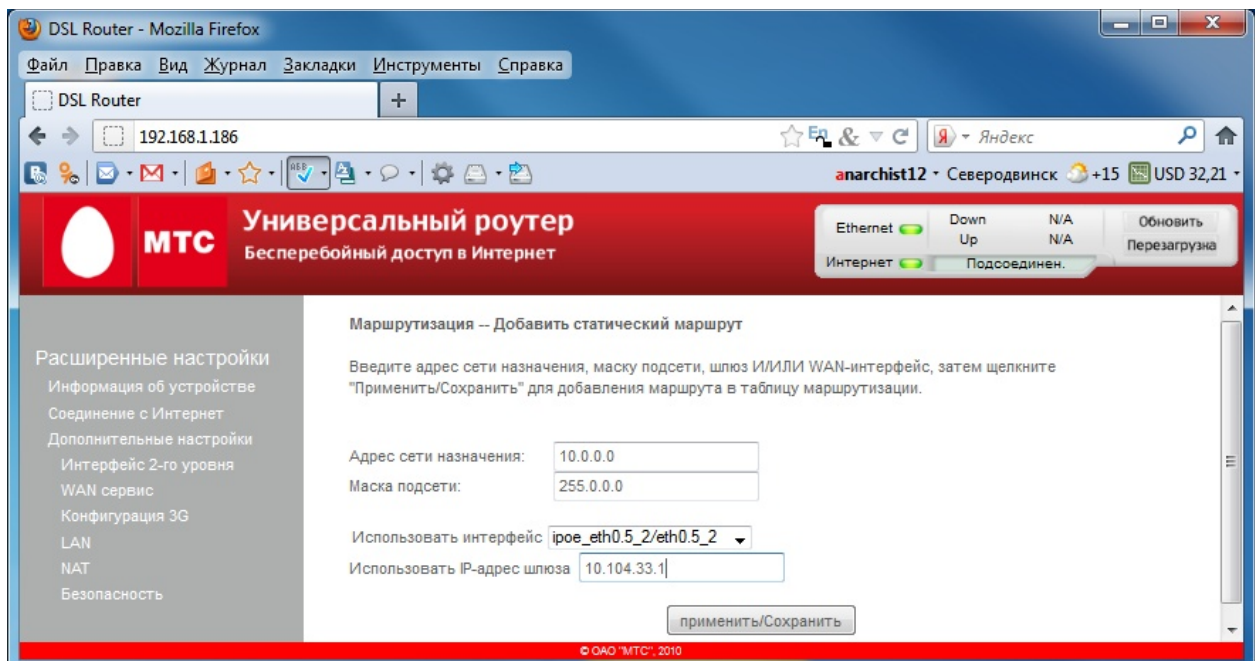 DSL Router - Mozilla Firefox
Файл Правка Вид Журнал Закладки Инструменты Справка
DSL Router
192.168.1.186
Яндекс
anarchist12 Северодвинск +15 USD 32,21
МТС
Универсальный роутер
Бесперебойный доступ в Интернет
Ethernet Down N/A
Up N/A
Интернет Подсоединен.
Обновить
Перезагрузка
Расширенные настройки
Информация об устройстве
Соединение с Интернет
Дополнительные настройки
Интерфейс 2-го уровня
WAN сервис
Конфигурация 3G
LAN
NAT
Безопасность
Маршрутизация -- Добавить статический маршрут
Введите адрес сети назначения, маску подсети, шлюз И/ИЛИ WAN-интерфейс, затем щелкните
"Применить/Сохранить" для добавления маршрута в таблицу маршрутизации.
Адрес сети назначения: 10.0.0.0
Маска подсети: 255.0.0.0
Использовать интерфейс ipoe_eth0.5_2/eth0.5_2
Использовать IP-адрес шлюза 10.104.33.1
применить/Сохранить
© ОАО "МТС", 2010